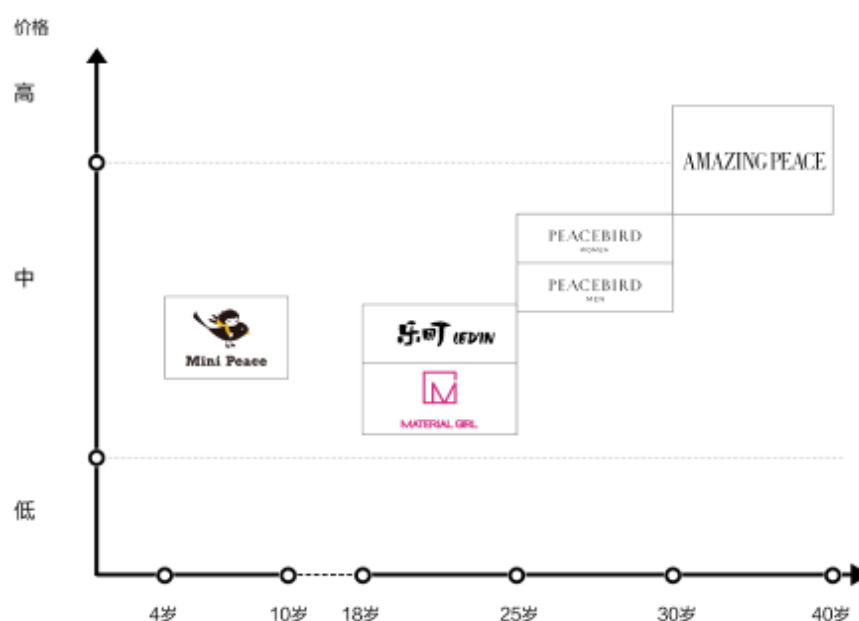 价格
高
AMAZING PEACE
PEACEBIRD
WOMEN
中
PEACEBIRD
MEN
Mini Peace
乐町 LEDIN
M
MATERIAL GIRL
低
4岁
10岁
18岁
25岁
30岁
40岁